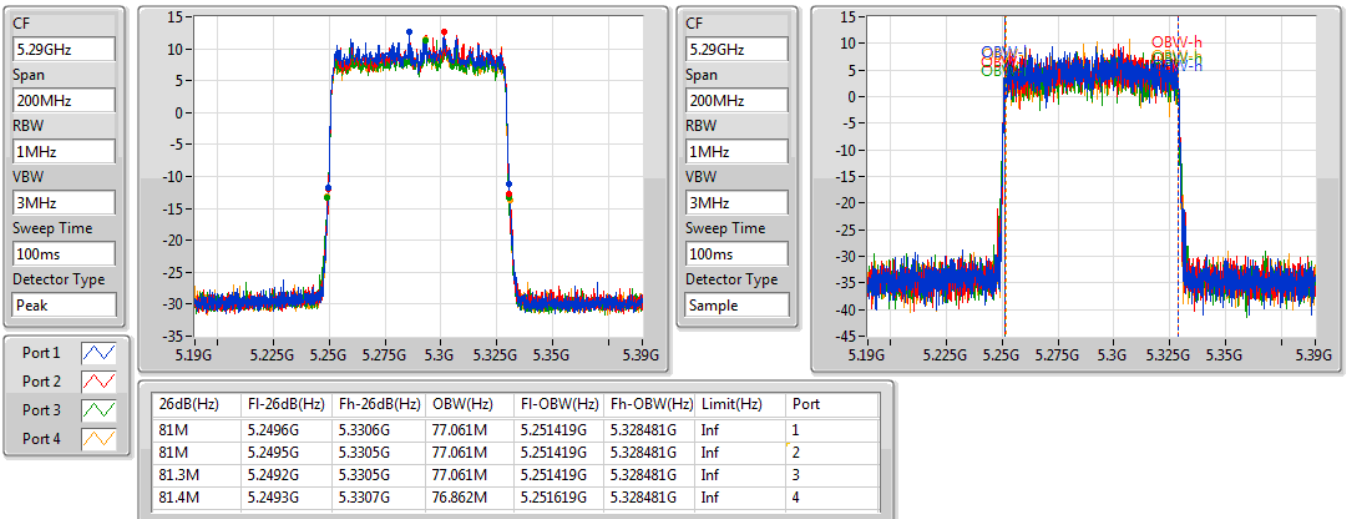 CF
5.29GHz
Span
200MHz
RBW
1MHz
VBW
3MHz
Sweep Time
100ms
Detector Type
Peak
15
10
5
0
-5
-10
-15
-20
-25
-30
-35
5.19G 5.225G 5.25G 5.275G 5.3G 5.325G 5.35G 5.39G
CF
5.29GHz
Span
200MHz
RBW
1MHz
VBW
3MHz
Sweep Time
100ms
Detector Type
Sample
15
10
5
0
-5
-10
-15
-20
-25
-30
-35
-40
-45
OBW-h
5.19G 5.225G 5.25G 5.275G 5.3G 5.325G 5.35G 5.39G
Port 1
Port 2
Port 3
Port 4
26dB(Hz) Fl-26dB(Hz) Fh-26dB(Hz) OBW(Hz) Fl-OBW(Hz) Fh-OBW(Hz) Limit(Hz) Port
81M 5.2496G 5.3306G 77.061M 5.251419G 5.328481G Inf 1
81M 5.2495G 5.3305G 77.061M 5.251419G 5.328481G Inf 2
81.3M 5.2492G 5.3305G 77.061M 5.251419G 5.328481G Inf 3
81.4M 5.2493G 5.3307G 76.862M 5.251619G 5.328481G Inf 4